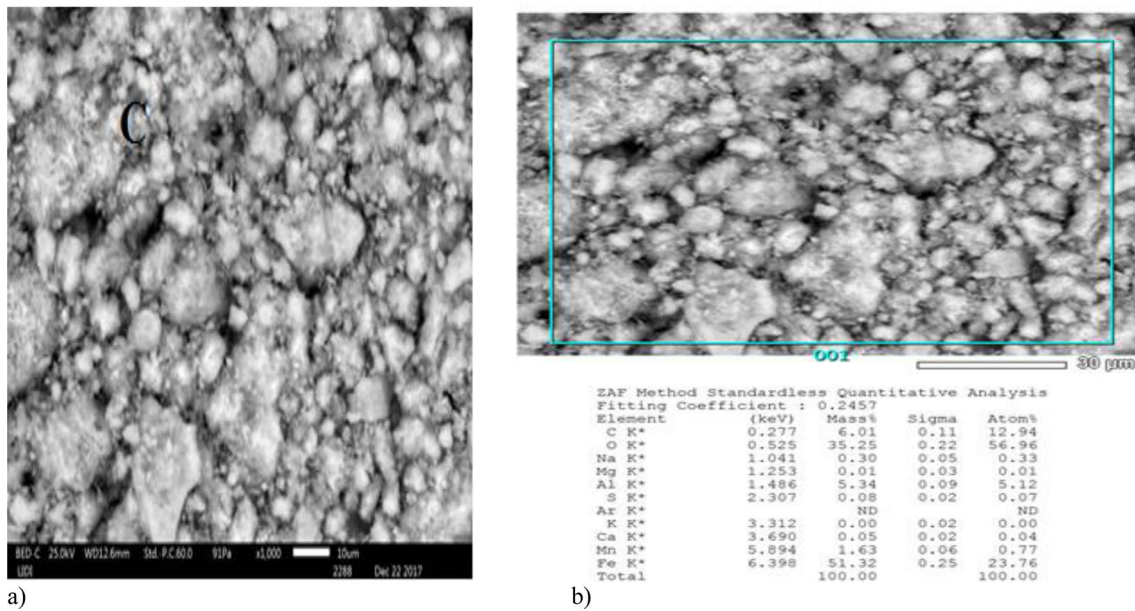 C
BED-C 25.0kV WD12.6mm Std.-P.C.60.0 91Pa x1,000 10um
LIDI 2288 Dec 22 2017
a)
001
30 µm
ZAF Method Standardless Quantitative Analysis
Fitting Coefficient : 0.2457
Element (keV) Mass% Sigma Atom%
C K* 0.277 6.01 0.11 12.94
O K* 0.525 35.25 0.22 56.96
Na K* 1.041 0.30 0.05 0.33
Mg K* 1.253 0.01 0.03 0.01
Al K* 1.486 5.34 0.09 5.12
S K* 2.307 0.08 0.02 0.07
Ar K* ND ND
K K* 3.312 0.00 0.02 0.00
Ca K* 3.690 0.05 0.02 0.04
Mn K* 5.894 1.63 0.06 0.77
Fe K* 6.398 51.32 0.25 23.76
Total 100.00 100.00
b)